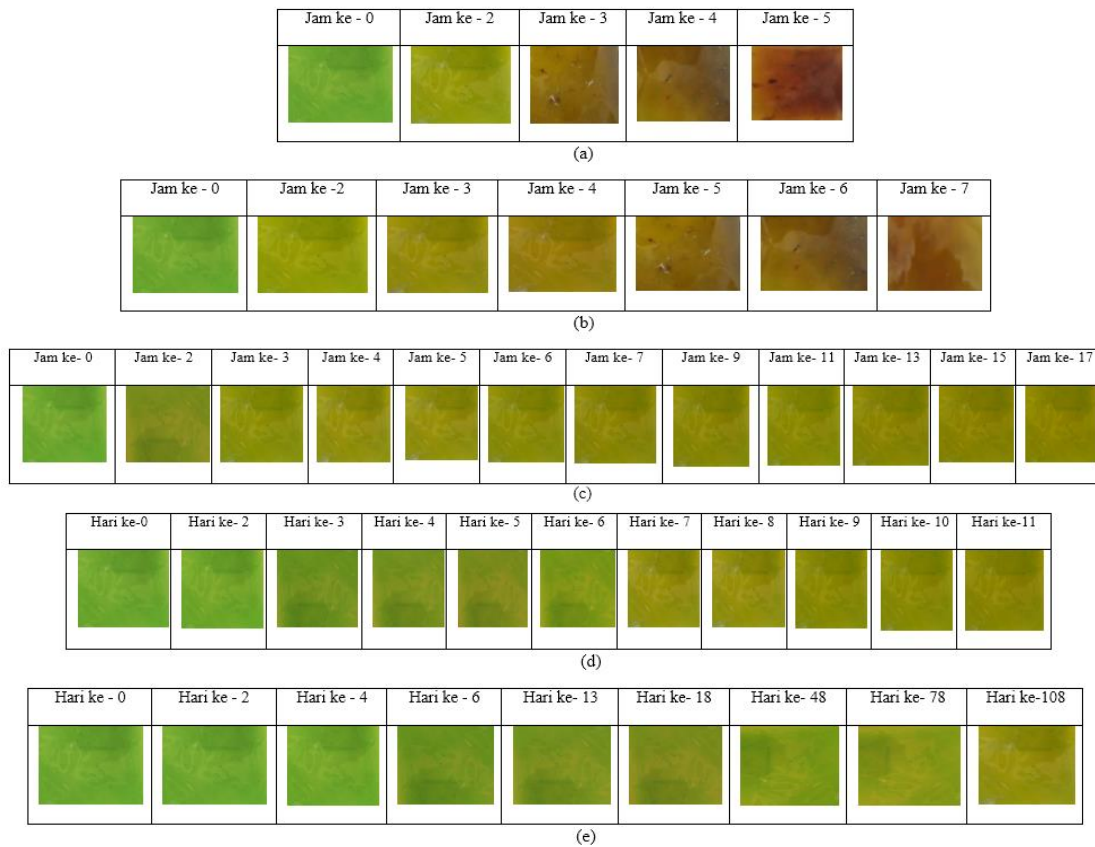 Jam ke - 0 Jam ke - 2 Jam ke - 3 Jam ke - 4 Jam ke - 5
(a)
Jam ke - 0 Jam ke -2 Jam ke - 3 Jam ke - 4 Jam ke - 5 Jam ke - 6 Jam ke - 7
(b)
Jam ke- 0 Jam ke- 2 Jam ke- 3 Jam ke- 4 Jam ke- 5 Jam ke- 6 Jam ke- 7 Jam ke- 9 Jam ke- 11 Jam ke- 13 Jam ke- 15 Jam ke- 17
(c)
Hari ke-0 Hari ke- 2 Hari ke- 3 Hari ke- 4 Hari ke- 5 Hari ke- 6 Hari ke- 7 Hari ke- 8 Hari ke- 9 Hari ke- 10 Hari ke-11
(d)
Hari ke - 0 Hari ke - 2 Hari ke - 4 Hari ke - 6 Hari ke- 13 Hari ke- 18 Hari ke- 48 Hari ke- 78 Hari ke-108
(e)